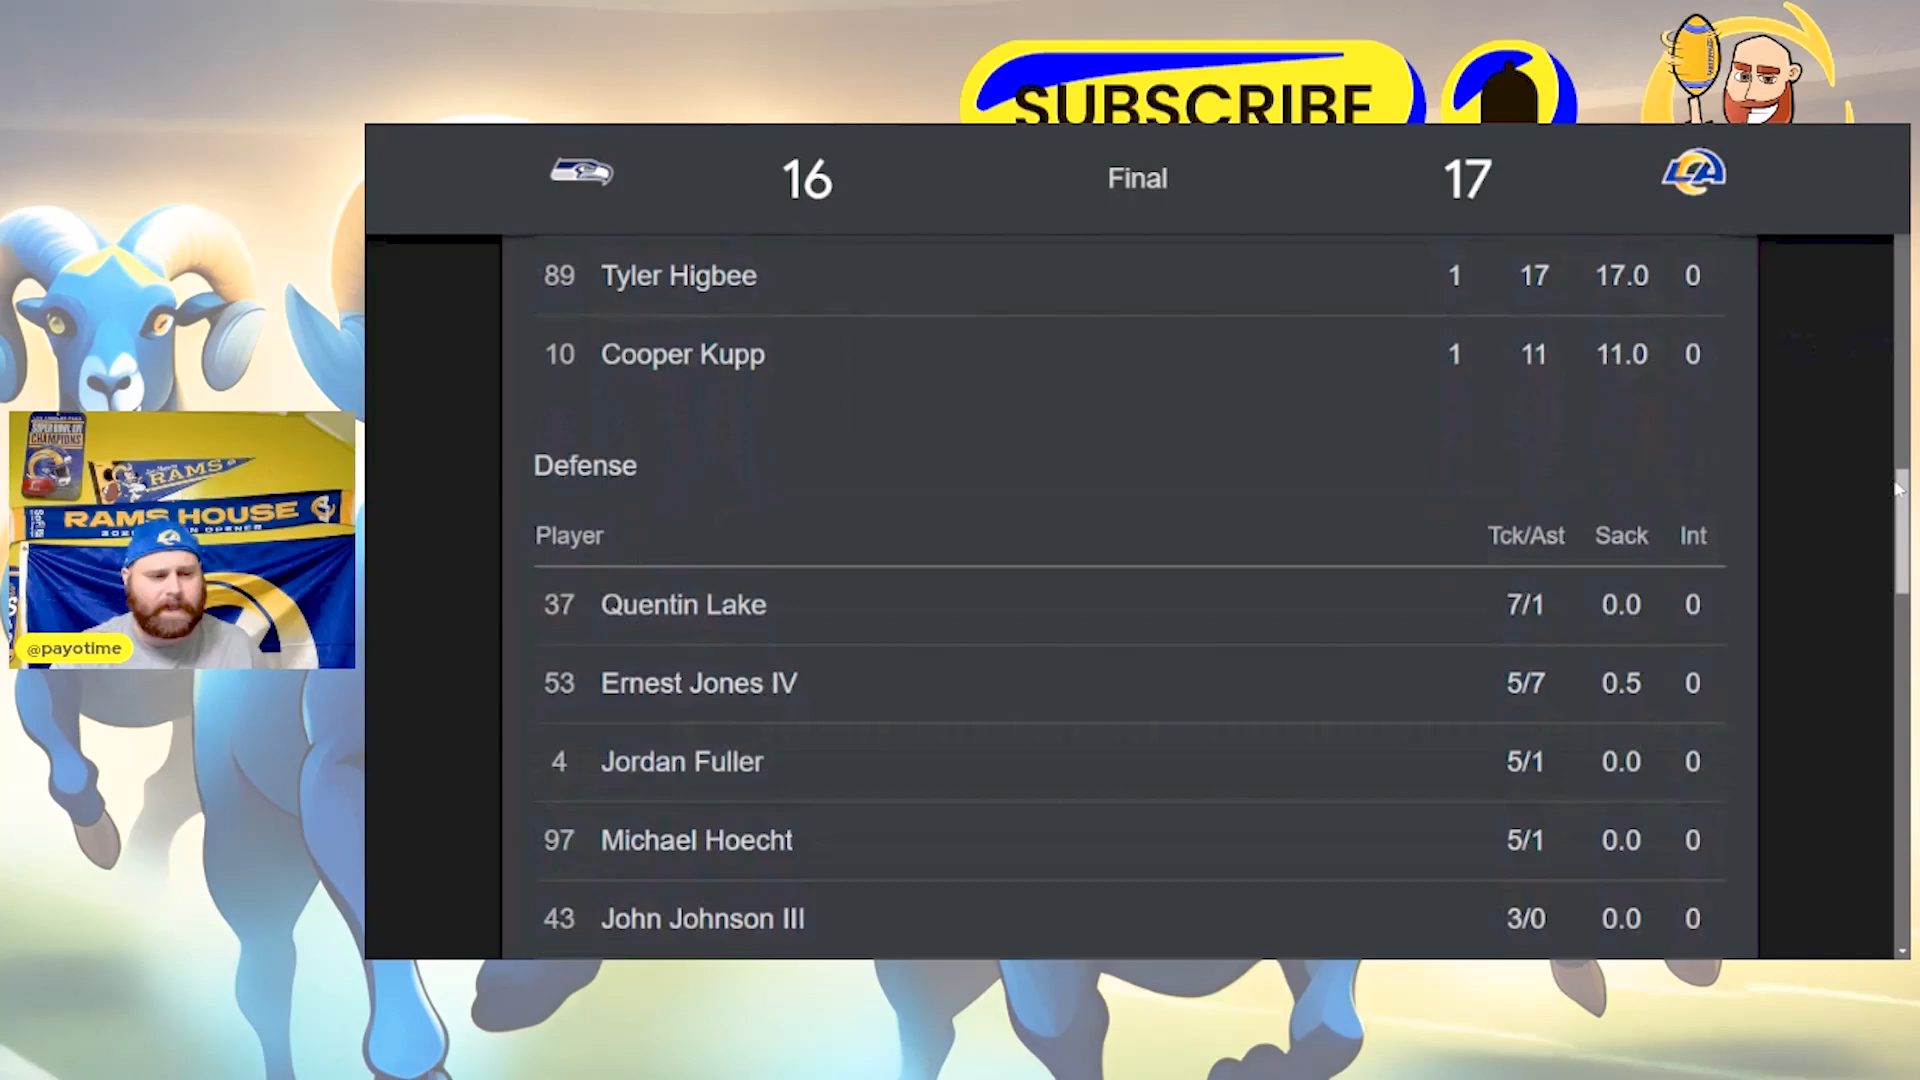 SUBSCRIBE
16 Final 17
LA
89 Tyler Higbee 1 17 17.0 0
10 Cooper Kupp 1 11 11.0 0
Defense
Player Tck/Ast Sack Int
37 Quentin Lake 7/1 0.0 0
53 Ernest Jones IV 5/7 0.5 0
4 Jordan Fuller 5/1 0.0 0
97 Michael Hoecht 5/1 0.0 0
43 John Johnson III 3/0 0.0 0
CHAMPIONS
RAMS
RAMS HOUSE
@payotime